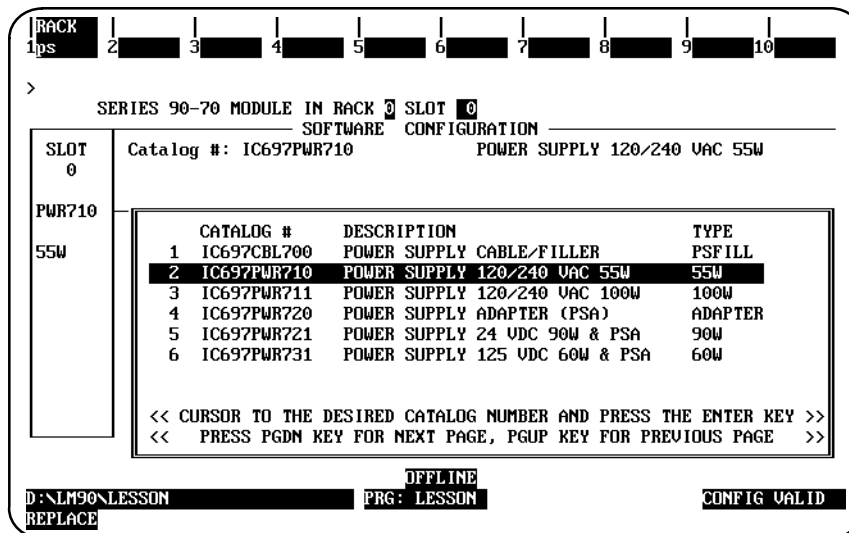 RACK
1ps 2 3 4 5 6 7 8 9 10
>
SERIES 90-70 MODULE IN RACK 0 SLOT 0
SOFTWARE CONFIGURATION
SLOT Catalog #: IC697PWR710 POWER SUPPLY 120/240 VAC 55W
0
PWR710
CATALOG # DESCRIPTION TYPE
55W 1 IC697CBL700 POWER SUPPLY CABLE/FILLER PSFILL
2 IC697PWR710 POWER SUPPLY 120/240 VAC 55W 55W
3 IC697PWR711 POWER SUPPLY 120/240 VAC 100W 100W
4 IC697PWR720 POWER SUPPLY ADAPTER (PSA) ADAPTER
5 IC697PWR721 POWER SUPPLY 24 VDC 90W & PSA 90W
6 IC697PWR731 POWER SUPPLY 125 VDC 60W & PSA 60W
<< CURSOR TO THE DESIRED CATALOG NUMBER AND PRESS THE ENTER KEY >>
<< PRESS PGDN KEY FOR NEXT PAGE, PGUP KEY FOR PREVIOUS PAGE >>
OFFLINE
D:\LM90\LESSON PRG: LESSON CONFIG VALID
REPLACE